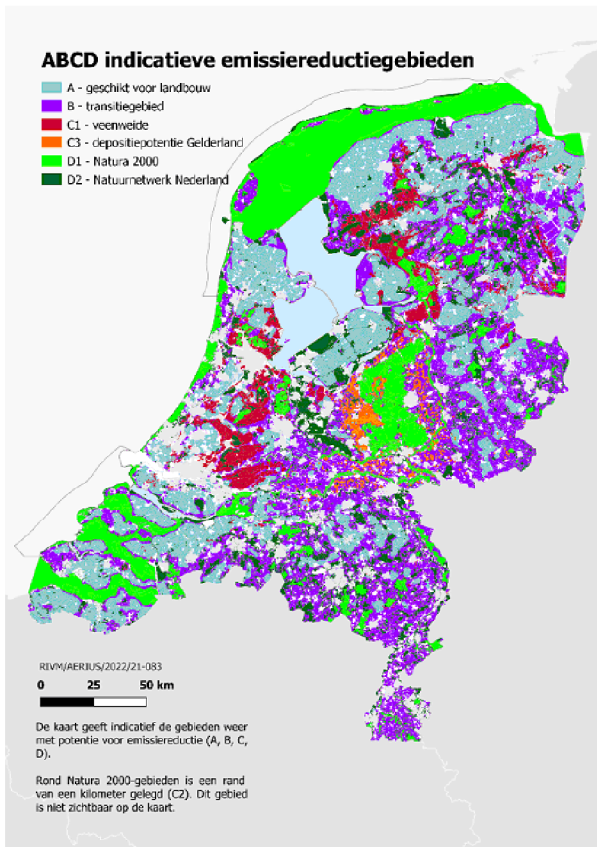 ABCD indicatieve emissiereductiegebieden
A - geschikt voor landbouw
B - transitiegebied
C1 - veenweide
C3 - depositiepotentie Gelderland
D1 - Natura 2000
D2 - Natuurnetwerk Nederland
RIVM/AERIUS/2022/21-083
0 25 50 km
De kaart geeft indicatief de gebieden weer
met potentie voor emissiereductie (A, B, C,
D).
Rond Natura 2000-gebieden is een rand
van een kilometer gelegd (C2). Dit gebied
is niet zichtbaar op de kaart.